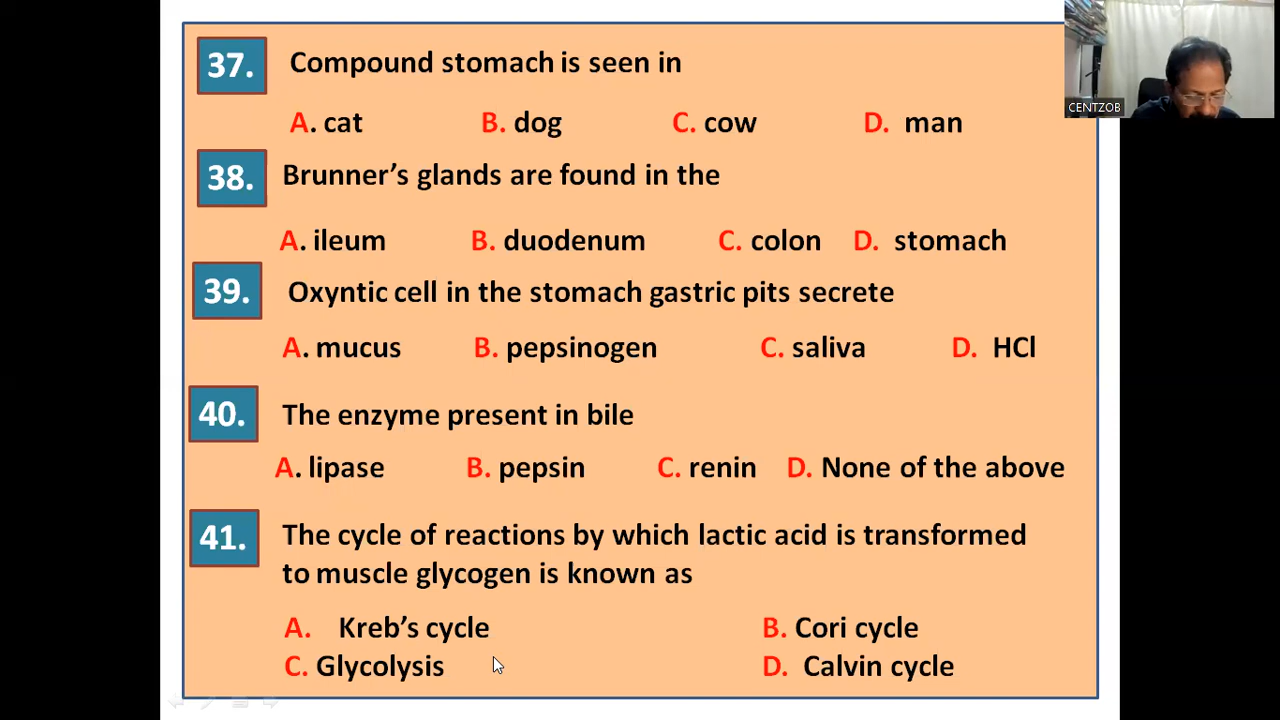 37. Compound stomach is seen in
A. cat B. dog C. cow D. man
38. Brunner's glands are found in the
A. ileum B. duodenum C. colon D. stomach
39. Oxyntic cell in the stomach gastric pits secrete
A. mucus B. pepsinogen C. saliva D. HCl
40. The enzyme present in bile
A. lipase B. pepsin C. renin D. None of the above
41. The cycle of reactions by which lactic acid is transformed
to muscle glycogen is known as
A. Kreb's cycle B. Cori cycle
C. Glycolysis D. Calvin cycle
CENTZOB